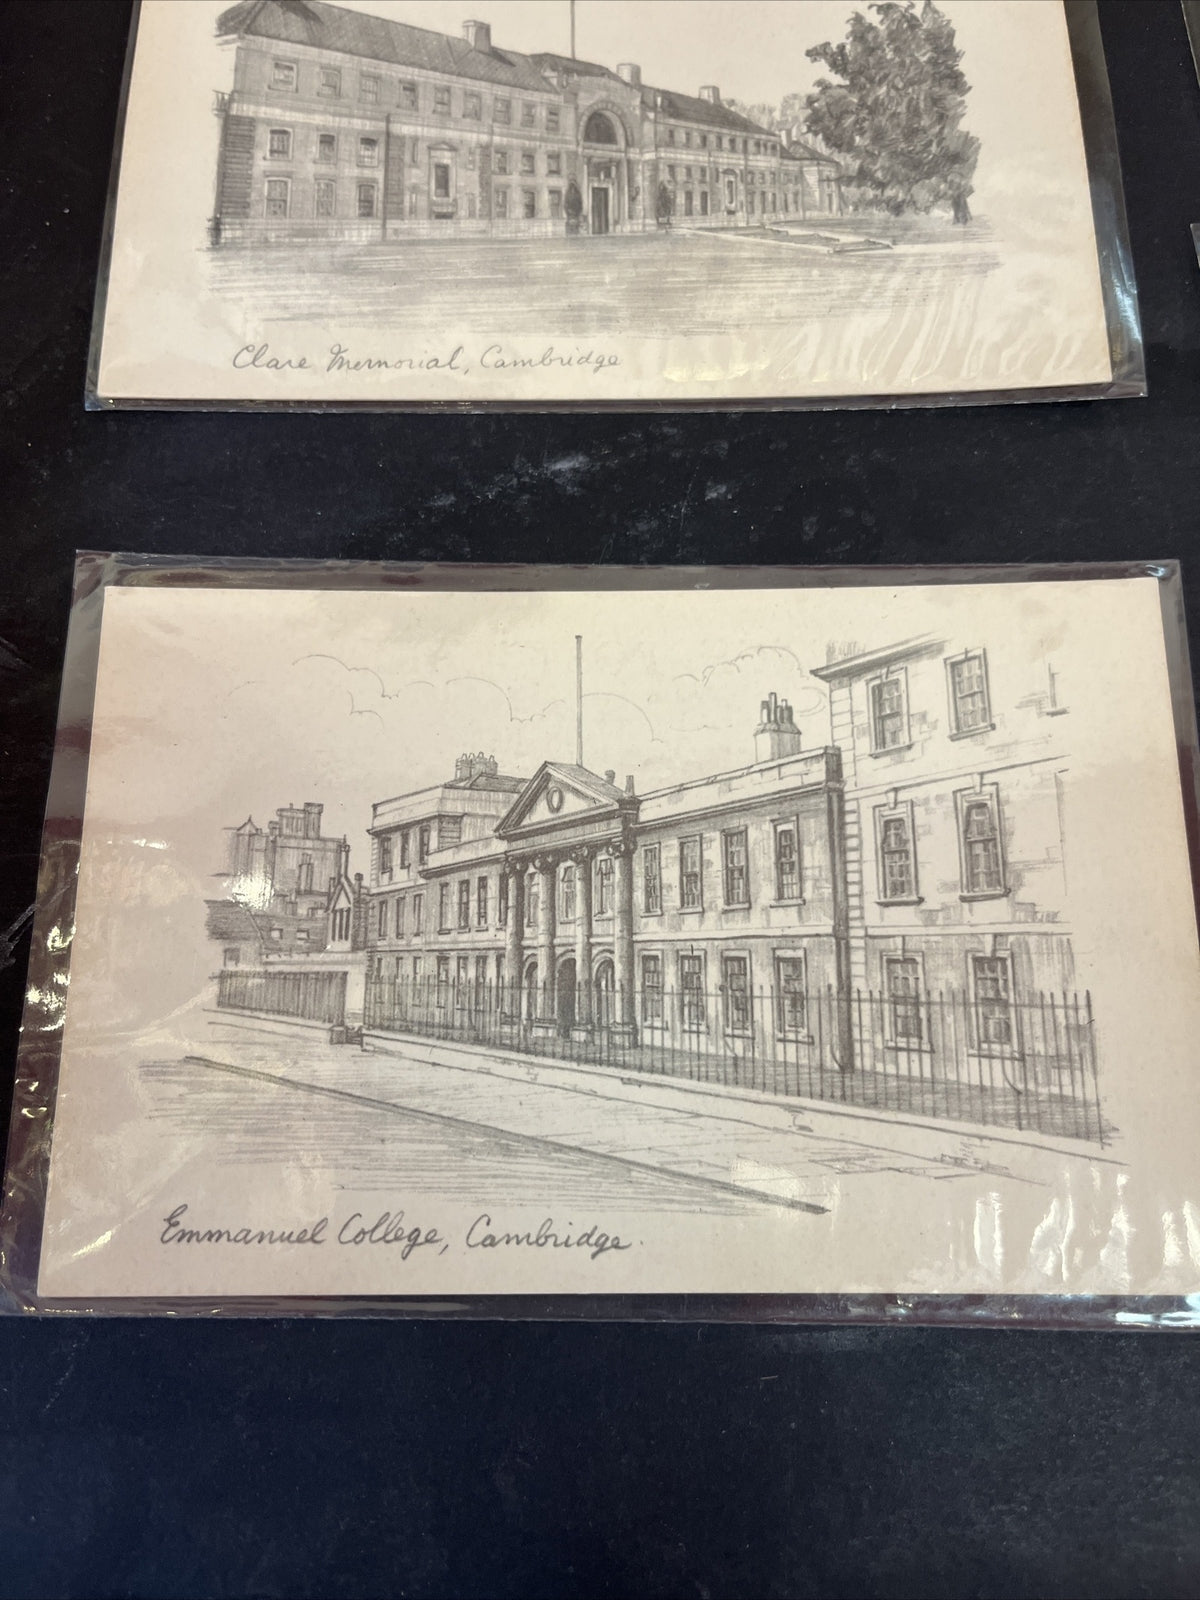 Clare Memorial, Cambridge
Emmanuel College, Cambridge.